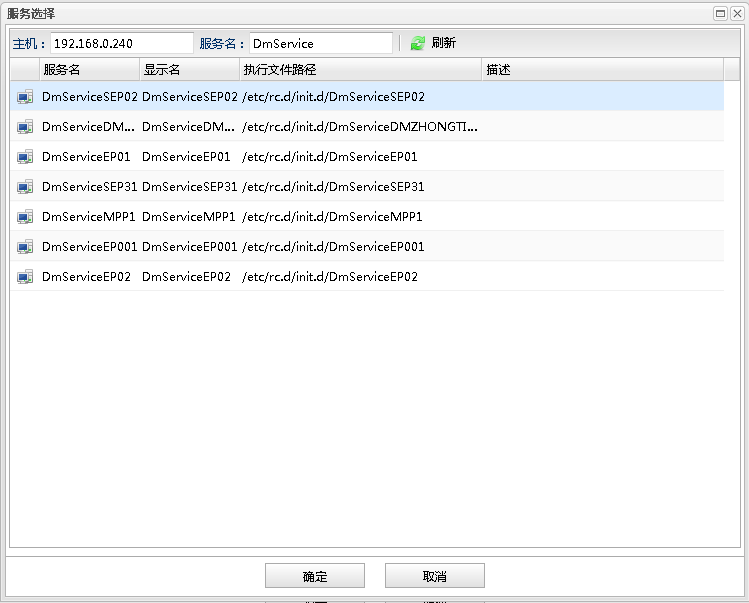 服务选择
主机： 192.168.0.240 服务名： DmService 刷新
服务名 显示名 执行文件路径 描述
DmServiceSEP02 DmServiceSEP02 /etc/rc.d/init.d/DmServiceSEP02
DmServiceDM... DmServiceDM... /etc/rc.d/init.d/DmServiceDMZHONGTI...
DmServiceEP01 DmServiceEP01 /etc/rc.d/init.d/DmServiceEP01
DmServiceSEP31 DmServiceSEP31 /etc/rc.d/init.d/DmServiceSEP31
DmServiceMPP1 DmServiceMPP1 /etc/rc.d/init.d/DmServiceMPP1
DmServiceEP001 DmServiceEP001 /etc/rc.d/init.d/DmServiceEP001
DmServiceEP02 DmServiceEP02 /etc/rc.d/init.d/DmServiceEP02
确定 取消